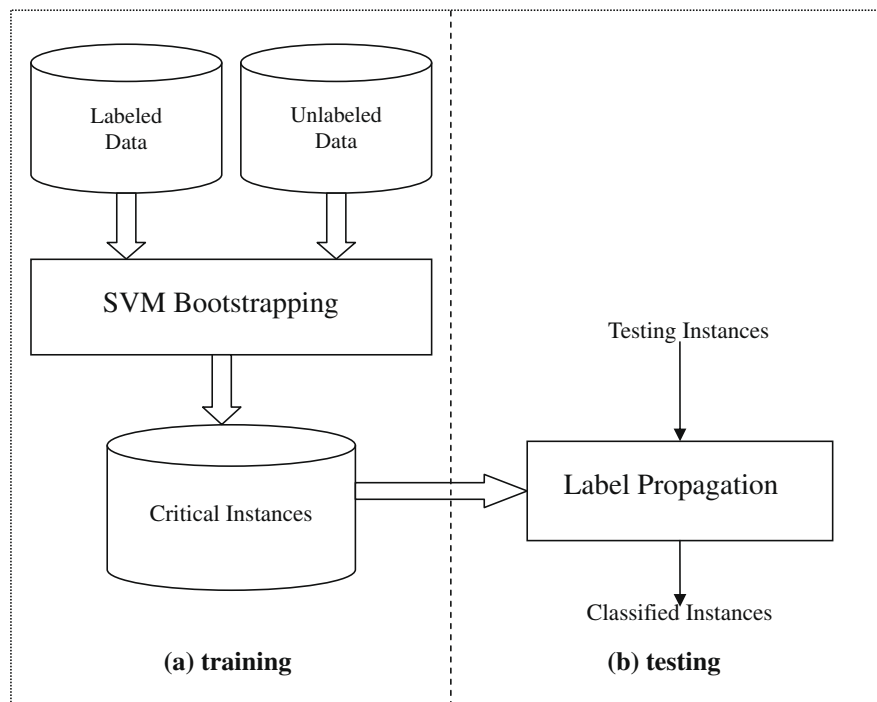 Labeled
Data
Unlabeled
Data
SVM Bootstrapping
Critical Instances
(a) training
Testing Instances
Label Propagation
Classified Instances
(b) testing